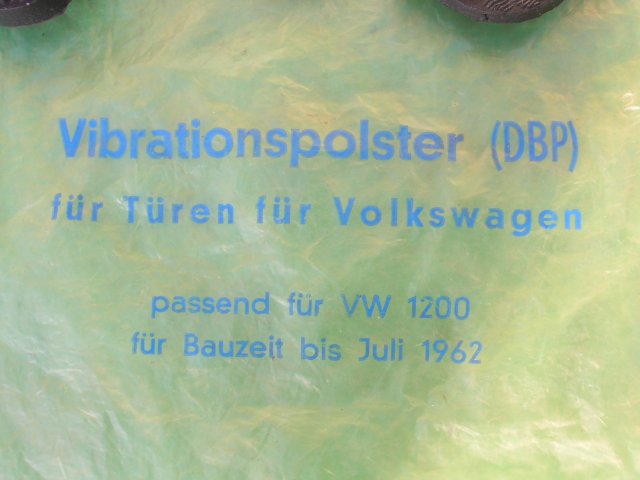 Vibrationspolster (DBP)
für Türen für Volkswagen
passend für VW 1200
für Bauzeit bis Juli 1962